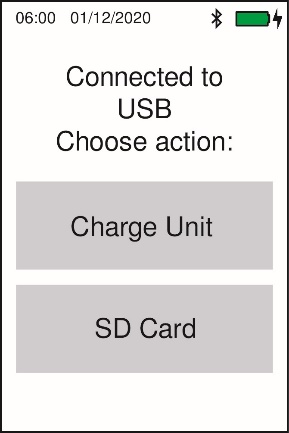 06:00 01/12/2020
Connected to
USB
Choose action:
Charge Unit
SD Card